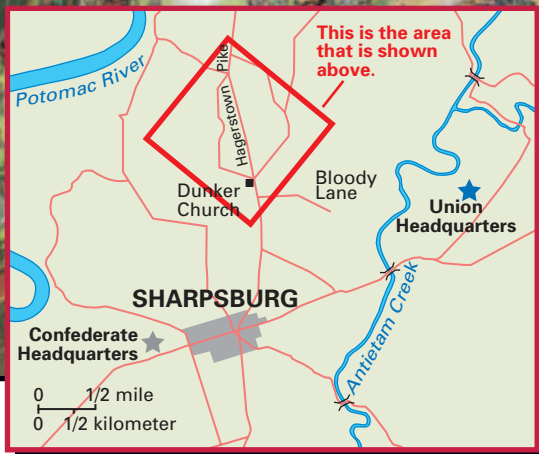 This is the area
that is shown
above.
Potomac River
Hagerstown Pike
Dunker
Church
Bloody
Lane
Union
Headquarters
SHARPSBURG
Confederate
Headquarters
Antietam Creek
0 1/2 mile
0 1/2 kilometer